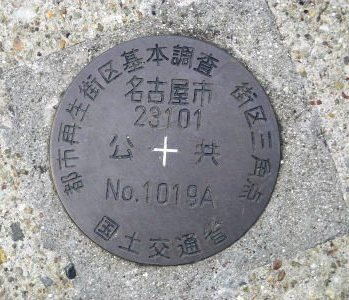 都市再生街区基本調査
街区三角点
名古屋市
23101
公共
No.1019A
国土交通省